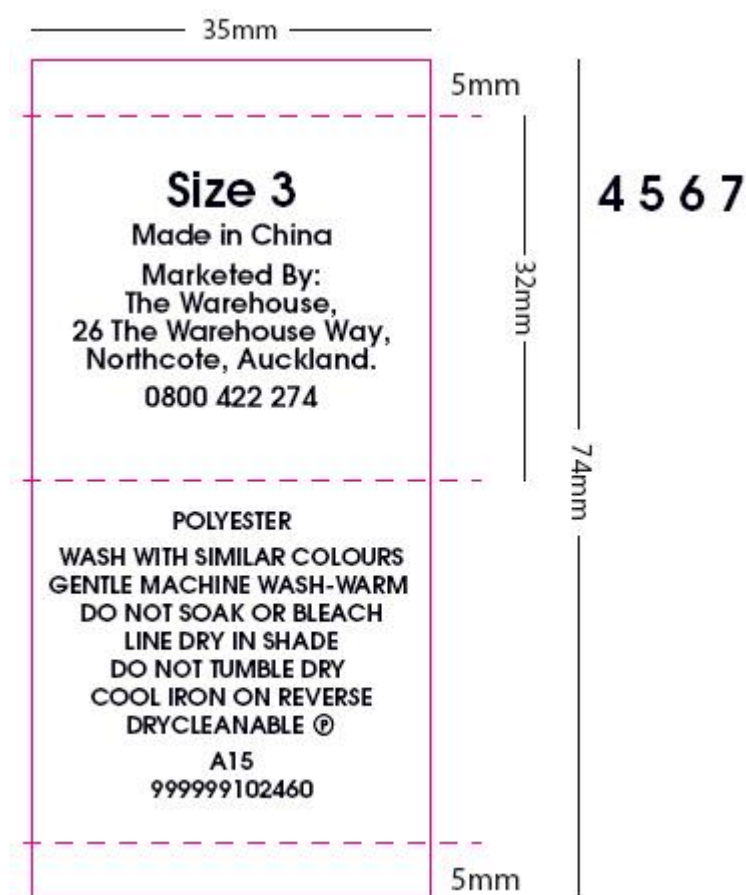 35mm
5mm
Size 3
4 5 6 7
Made in China
Marketed By:
The Warehouse,
26 The Warehouse Way,
Northcote, Auckland.
0800 422 274
32mm
74mm
POLYESTER
WASH WITH SIMILAR COLOURS
GENTLE MACHINE WASH-WARM
DO NOT SOAK OR BLEACH
LINE DRY IN SHADE
DO NOT TUMBLE DRY
COOL IRON ON REVERSE
DRYCLEANABLE Ⓟ
A15
999999102460
5mm